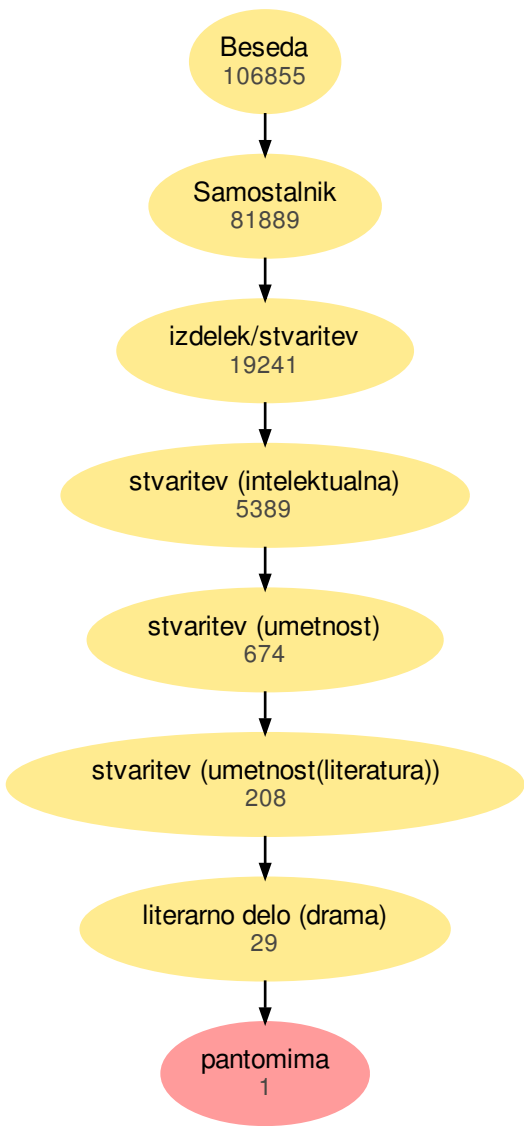 Beseda
106855
Samostalnik
81889
izdelek/stvaritev
19241
stvaritev (intelektualna)
5389
stvaritev (umetnost)
674
stvaritev (umetnost(literatura))
208
literarno delo (drama)
29
pantomima
1